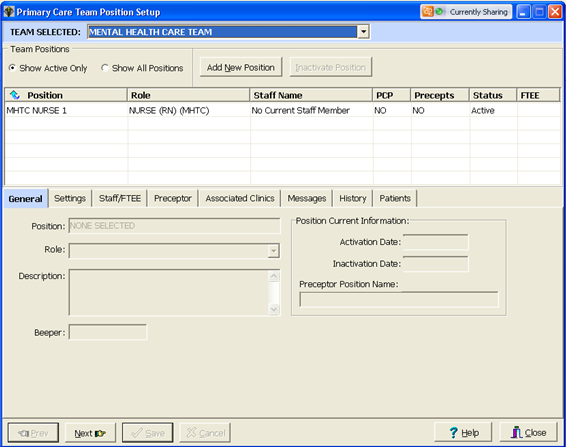 Primary Care Team Position Setup
Currently Sharing
TEAM SELECTED: MENTAL HEALTH CARE TEAM
Team Positions
Show Active Only Show All Positions Add New Position Inactivate Position
Position Role Staff Name PCP Precepts Status FTEE
MHTC NURSE 1 NURSE (RN) (MHTC) No Current Staff Member NO NO Active
General Settings Staff/FTEE Preceptor Associated Clinics Messages History Patients
Position: NONE SELECTED
Role:
Description:
Beeper:
Position Current Information:
Activation Date:
Inactivation Date:
Preceptor Position Name:
Prev Next Save Cancel Help Close